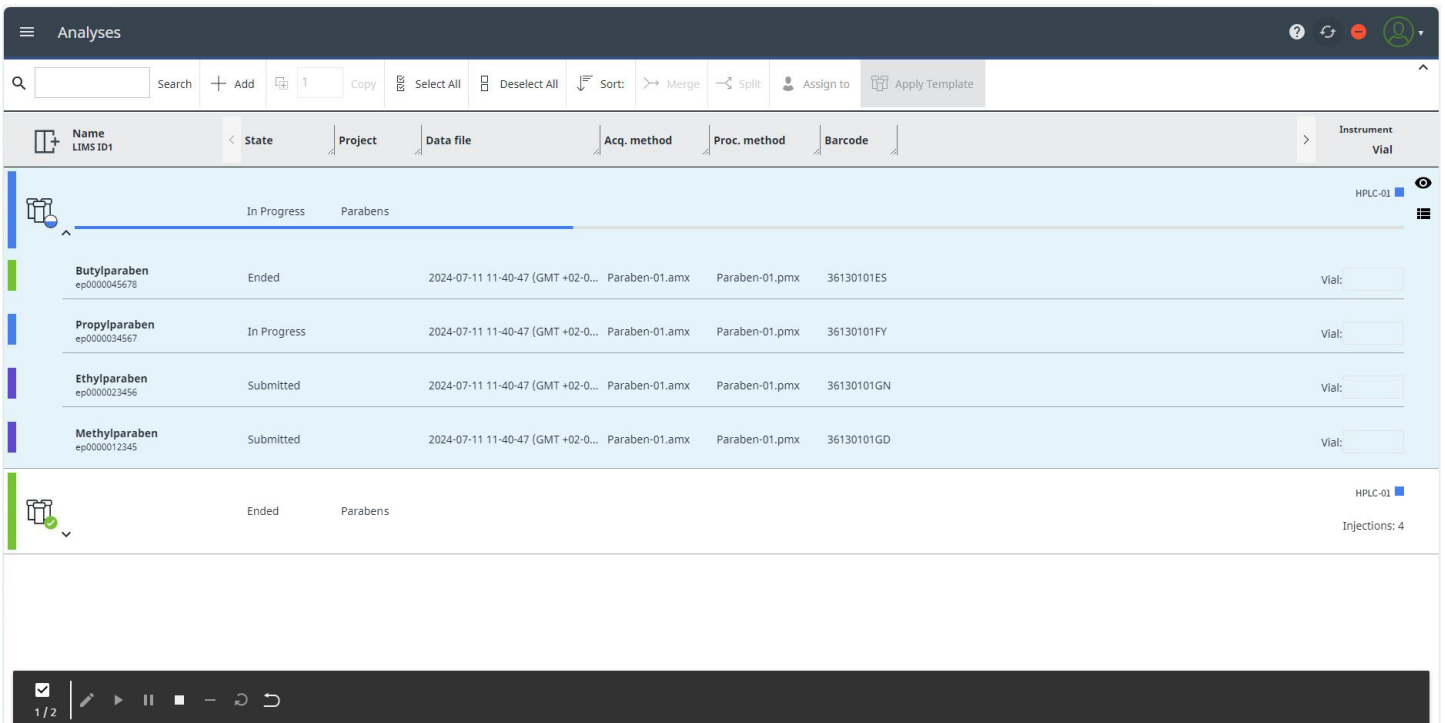 Analyses
Search
Add
1
Copy
Select All
Deselect All
Sort:
Merge
Split
Assign to
Apply Template
Name
LIMS ID1
State
Project
Data file
Acq. method
Proc. method
Barcode
Instrument
Vial
HPLC-01
In Progress Parabens
Butylparaben
ep0000045678
Ended 2024-07-11 11-40-47 (GMT +02-0... Paraben-01.amx Paraben-01.pmx 36130101ES Vial:
Propylparaben
ep0000034567
In Progress 2024-07-11 11-40-47 (GMT +02-0... Paraben-01.amx Paraben-01.pmx 36130101FY Vial:
Ethylparaben
ep0000023456
Submitted 2024-07-11 11-40-47 (GMT +02-0... Paraben-01.amx Paraben-01.pmx 36130101GN Vial:
Methylparaben
ep0000012345
Submitted 2024-07-11 11-40-47 (GMT +02-0... Paraben-01.amx Paraben-01.pmx 36130101GD Vial:
HPLC-01
Ended Parabens
Injections: 4
1 / 2